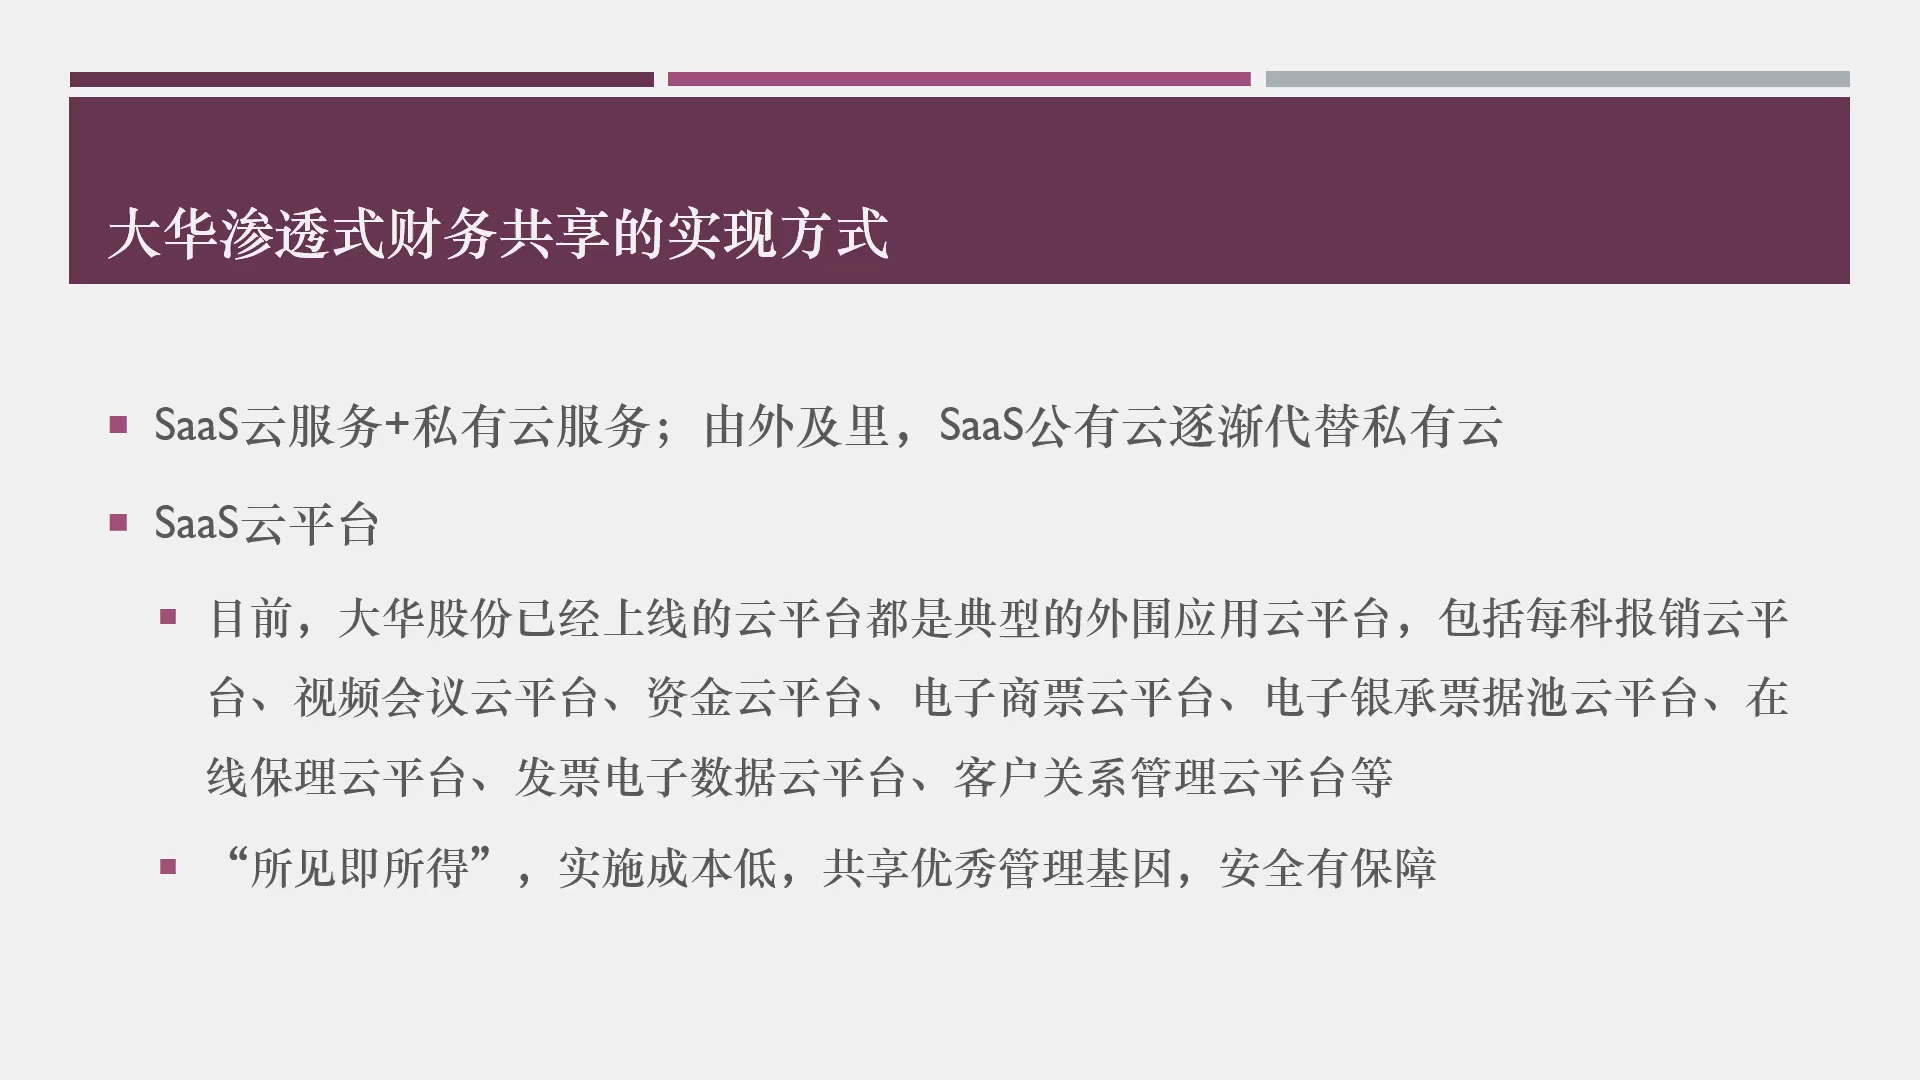 大华渗透式财务共享的实现方式
SaaS云服务+私有云服务；由外及里，SaaS公有云逐渐代替私有云
SaaS云平台
目前，大华股份已经上线的云平台都是典型的外围应用云平台，包括每科报销云平
台、视频会议云平台、资金云平台、电子商票云平台、电子银承票据池云平台、在
线保理云平台、发票电子数据云平台、客户关系管理云平台等
“所见即所得”，实施成本低，共享优秀管理基因，安全有保障